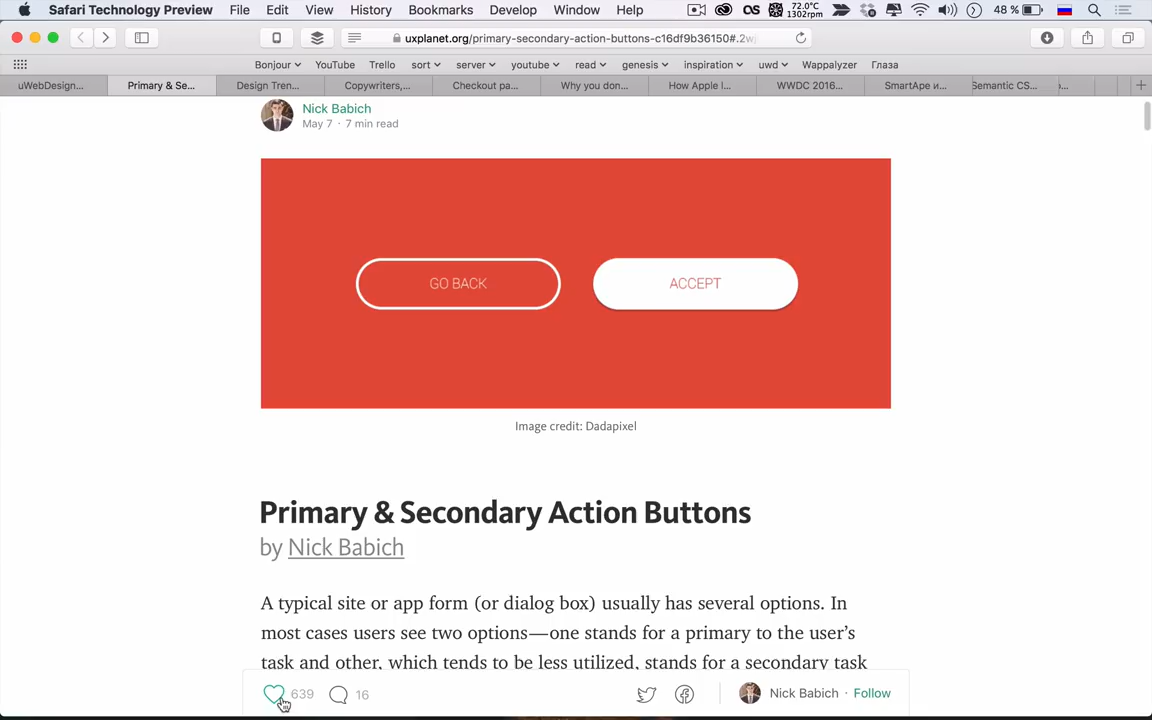 Safari Technology Preview File Edit View History Bookmarks Develop Window Help 72.0°C 1302rpm 48 %
uxplanet.org/primary-secondary-action-buttons-c16df9b36150#.2w
Bonjour YouTube Trello sort server youtube read genesis inspiration uwd Wappalyzer Глаза
uWebDesign... Primary & Se... Design Tren... Copywriters,... Checkout pa... Why you don... How Apple l... WWDC 2016... SmartApe и... Semantic CS...
Nick Babich
May 7 · 7 min read
GO BACK ACCEPT
Image credit: Dadapixel
Primary & Secondary Action Buttons
by Nick Babich
A typical site or app form (or dialog box) usually has several options. In
most cases users see two options—one stands for a primary to the user's
task and other, which tends to be less utilized, stands for a secondary task
639 16 Nick Babich · Follow